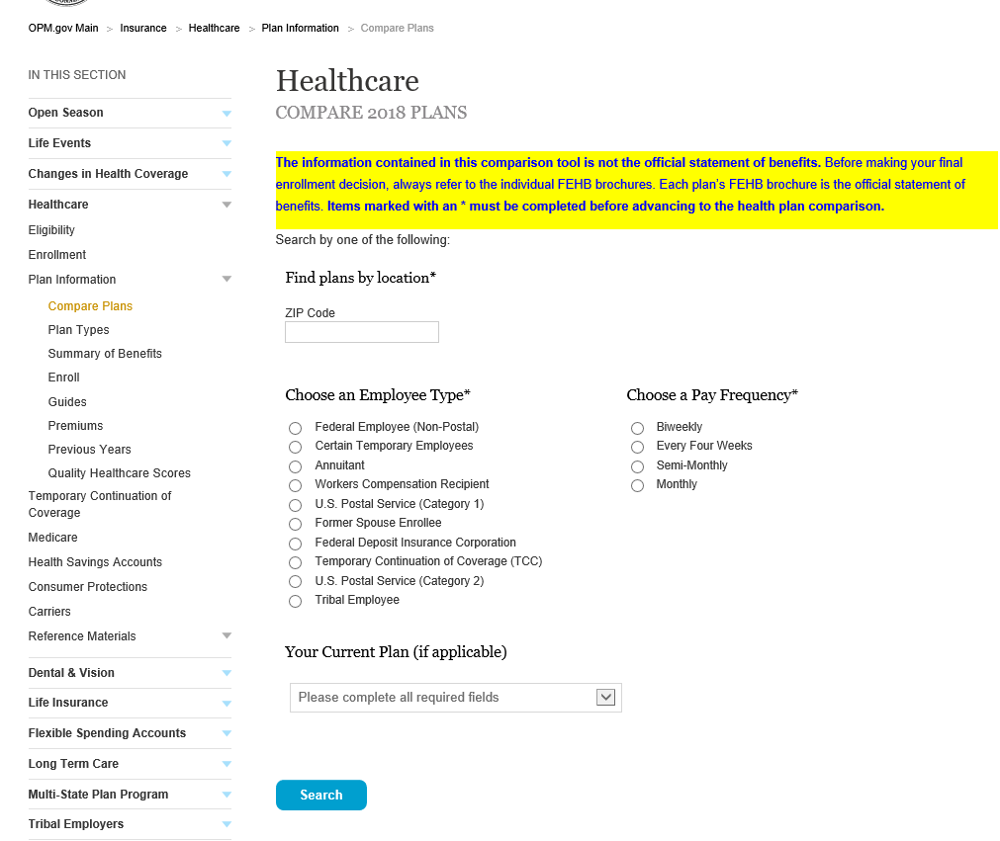 OPM.gov Main > Insurance > Healthcare > Plan Information > Compare Plans
IN THIS SECTION
Open Season
Life Events
Changes in Health Coverage
Healthcare
Eligibility
Enrollment
Plan Information
Compare Plans
Plan Types
Summary of Benefits
Enroll
Guides
Premiums
Previous Years
Quality Healthcare Scores
Temporary Continuation of
Coverage
Medicare
Health Savings Accounts
Consumer Protections
Carriers
Reference Materials
Dental & Vision
Life Insurance
Flexible Spending Accounts
Long Term Care
Multi-State Plan Program
Tribal Employers
Healthcare
COMPARE 2018 PLANS
The information contained in this comparison tool is not the official statement of benefits. Before making your final
enrollment decision, always refer to the individual FEHB brochures. Each plan's FEHB brochure is the official statement of
benefits. Items marked with an * must be completed before advancing to the health plan comparison.
Search by one of the following:
Find plans by location*
ZIP Code
Choose an Employee Type*
Federal Employee (Non-Postal)
Certain Temporary Employees
Annuitant
Workers Compensation Recipient
U.S. Postal Service (Category 1)
Former Spouse Enrollee
Federal Deposit Insurance Corporation
Temporary Continuation of Coverage (TCC)
U.S. Postal Service (Category 2)
Tribal Employee
Choose a Pay Frequency*
Biweekly
Every Four Weeks
Semi-Monthly
Monthly
Your Current Plan (if applicable)
Please complete all required fields
Search